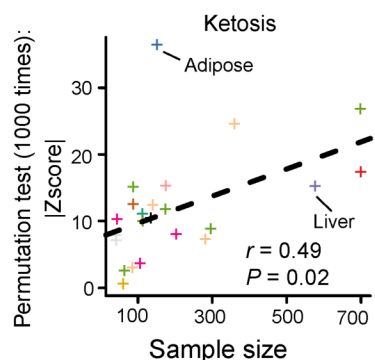 Ketosis
Permutation test (1000 times):
|Zscore|
30
20
10
0
Adipose
Liver
r = 0.49
P = 0.02
100
300
500
700
Sample size